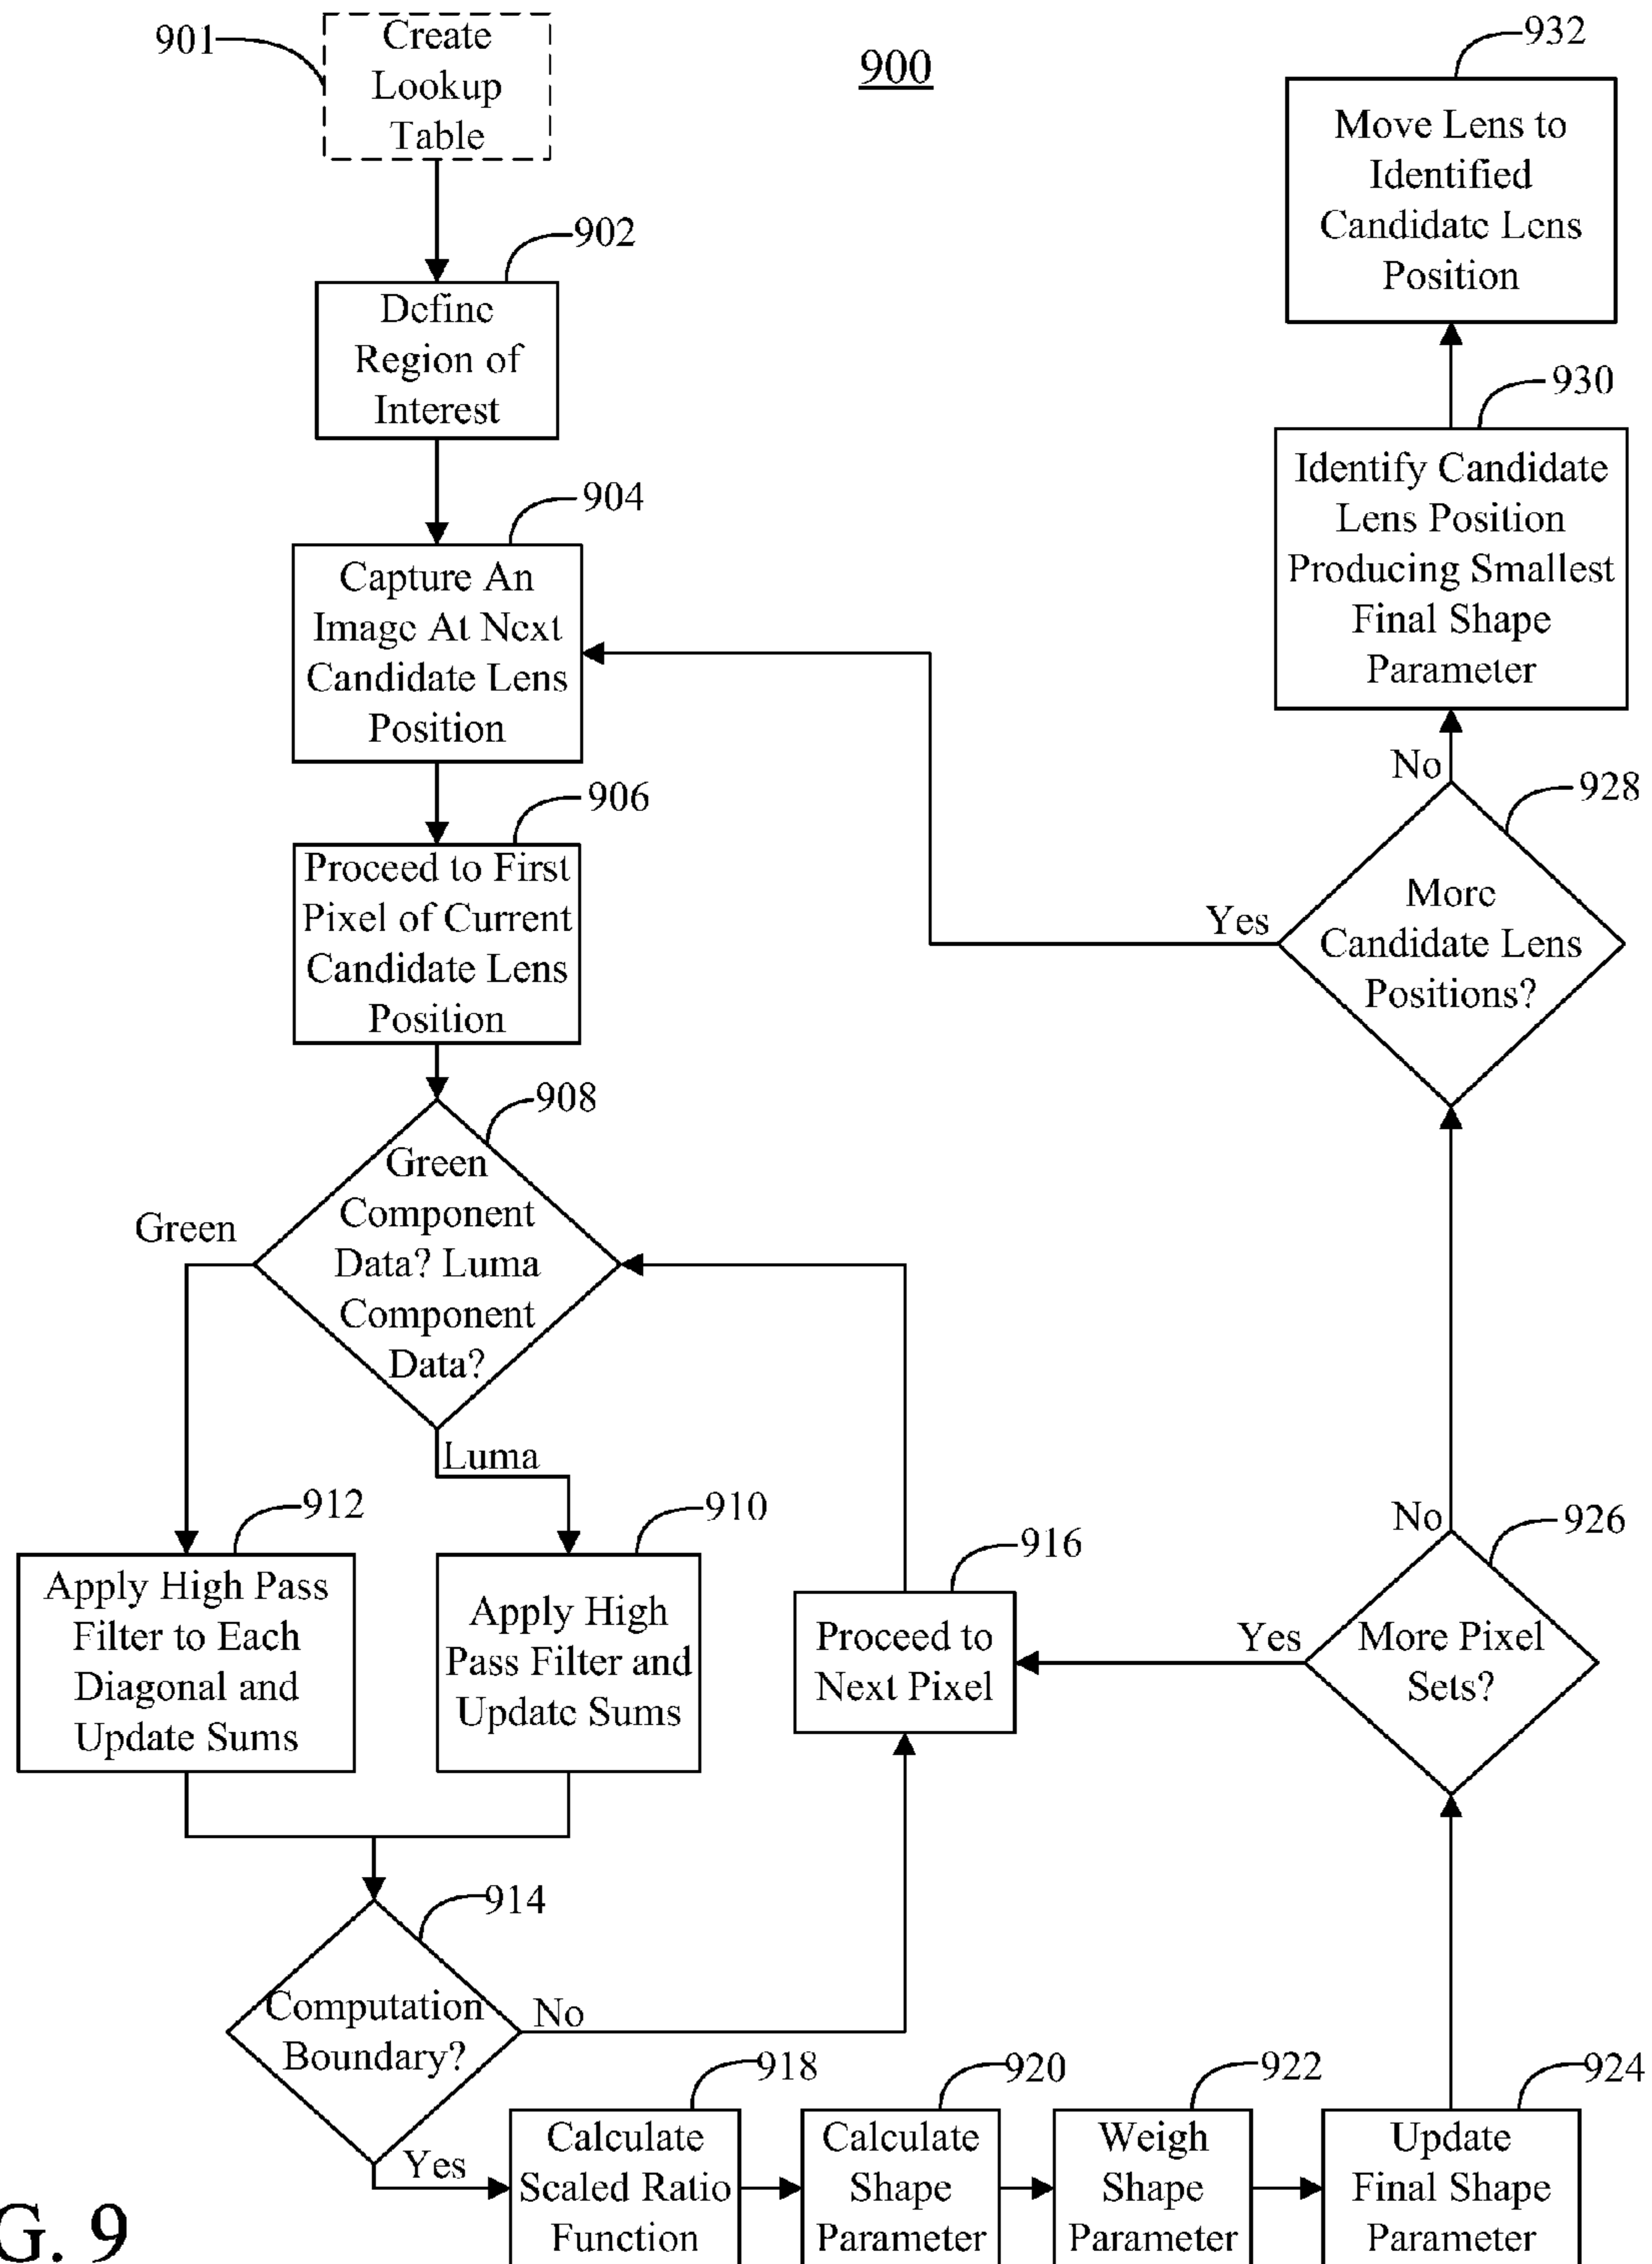 901
Create
Lookup
Table
900
902
Define
Region of
Interest
904
Capture An
Image At Next
Candidate Lens
Position
906
Proceed to First
Pixel of Current
Candidate Lens
Position
908
Green
Component
Data? Luma
Component
Data?
Green
Luma
912
Apply High Pass
Filter to Each
Diagonal and
Update Sums
910
Apply High
Pass Filter and
Update Sums
914
Computation
Boundary?
No
Yes
916
Proceed to
Next Pixel
918
Calculate
Scaled Ratio
Function
920
Calculate
Shape
Parameter
922
Weigh
Shape
Parameter
924
Update
Final Shape
Parameter
926
More Pixel
Sets?
Yes
No
928
More
Candidate Lens
Positions?
Yes
No
930
Identify Candidate
Lens Position
Producing Smallest
Final Shape
Parameter
932
Move Lens to
Identified
Candidate Lens
Position
G. 9